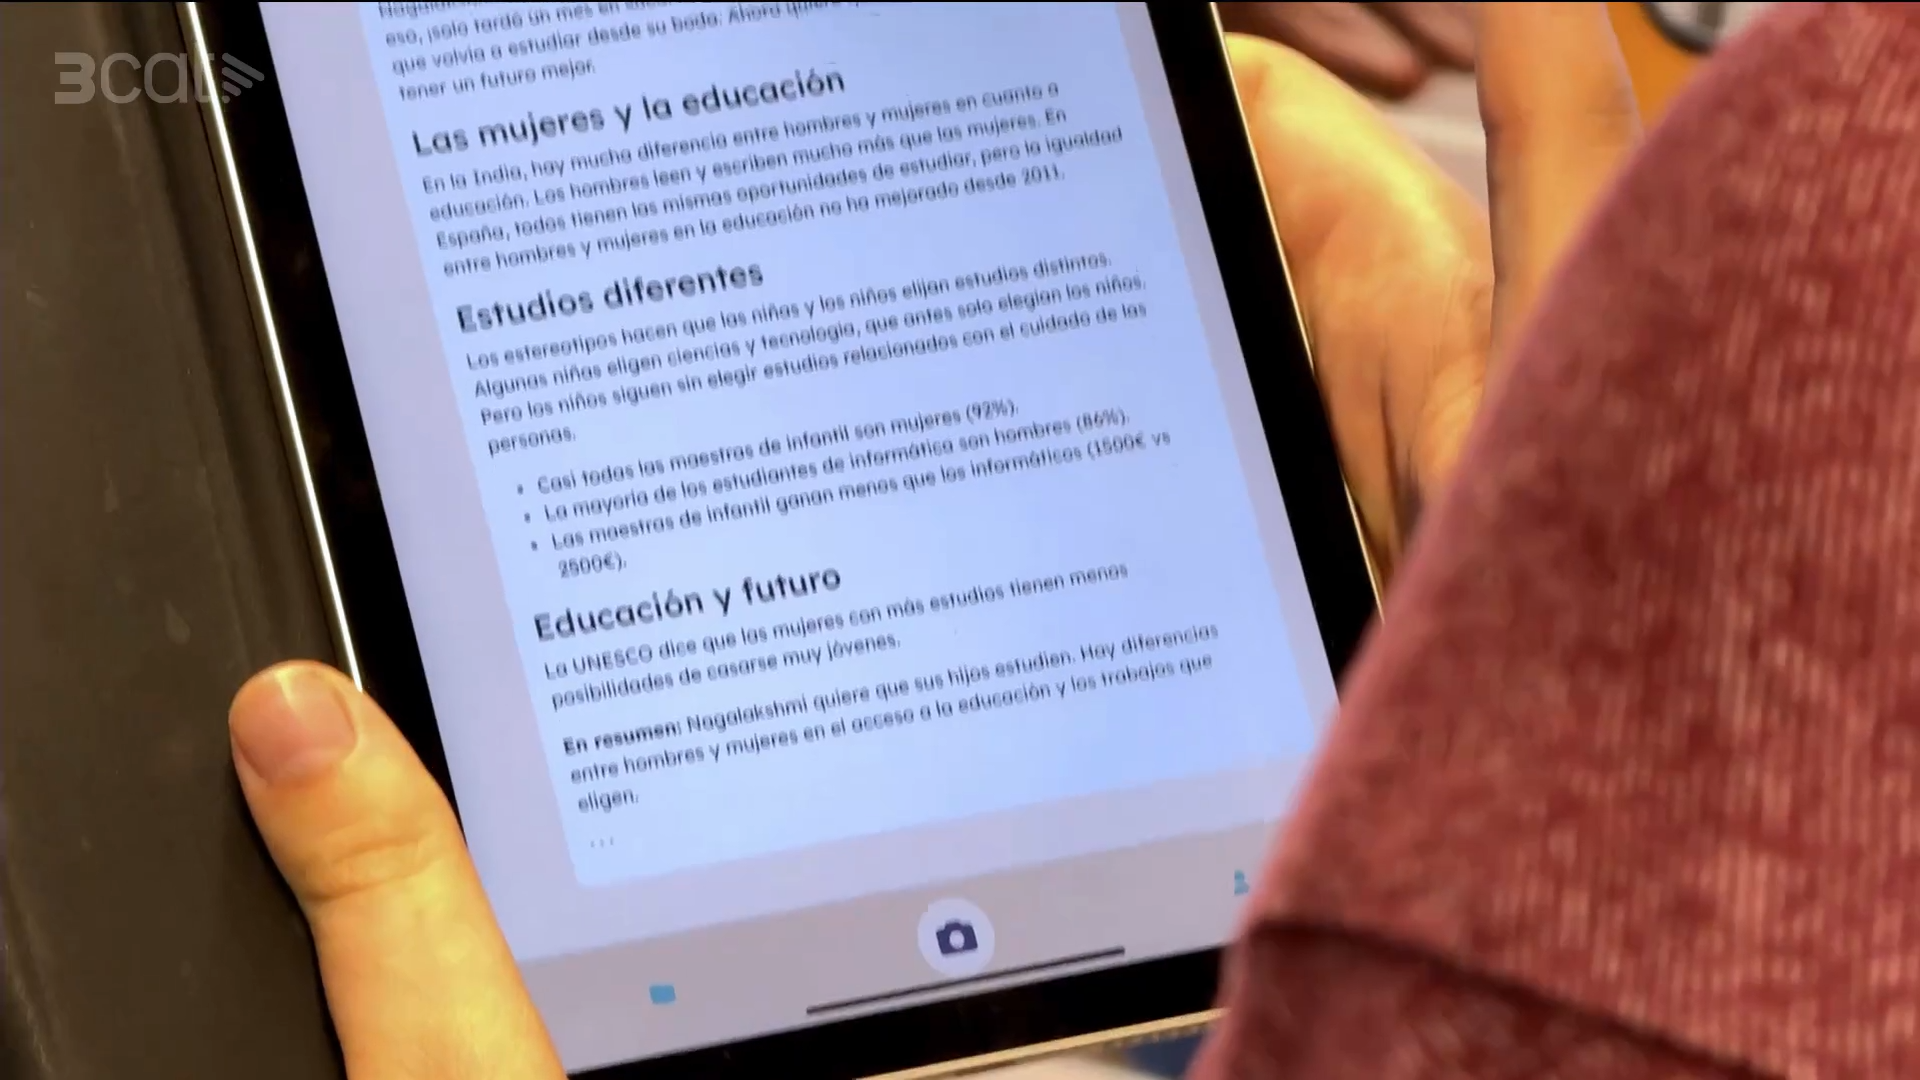 3cat
eso, ¡solo tardó un mes en
que volvía a estudiar desde su boda. Ahora
tener un futuro mejor.
Las mujeres y la educación
En la India, hay mucha diferencia entre hombres y mujeres en cuanto a
educación. Los hombres leen y escriben mucho más que las mujeres. En
España, todos tienen las mismas oportunidades de estudiar, pero la igualdad
entre hombres y mujeres en la educación no ha mejorado desde 2011.
Estudios diferentes
Los estereotipos hacen que las niñas y los niños elijan estudios distintos.
Algunas niñas eligen ciencias y tecnología, que antes solo elegían los niños.
Pero los niños siguen sin elegir estudios relacionados con el cuidado de las
personas.
• Casi todas las maestras de infantil son mujeres (92%).
• La mayoría de los estudiantes de informática son hombres (86%).
• Las maestras de infantil ganan menos que los informáticos (1500€ vs
2500€).
Educación y futuro
La UNESCO dice que las mujeres con más estudios tienen menos
posibilidades de casarse muy jóvenes.
En resumen: Nagalakshmi quiere que sus hijos estudien. Hay diferencias
entre hombres y mujeres en el acceso a la educación y los trabajos que
eligen.
...